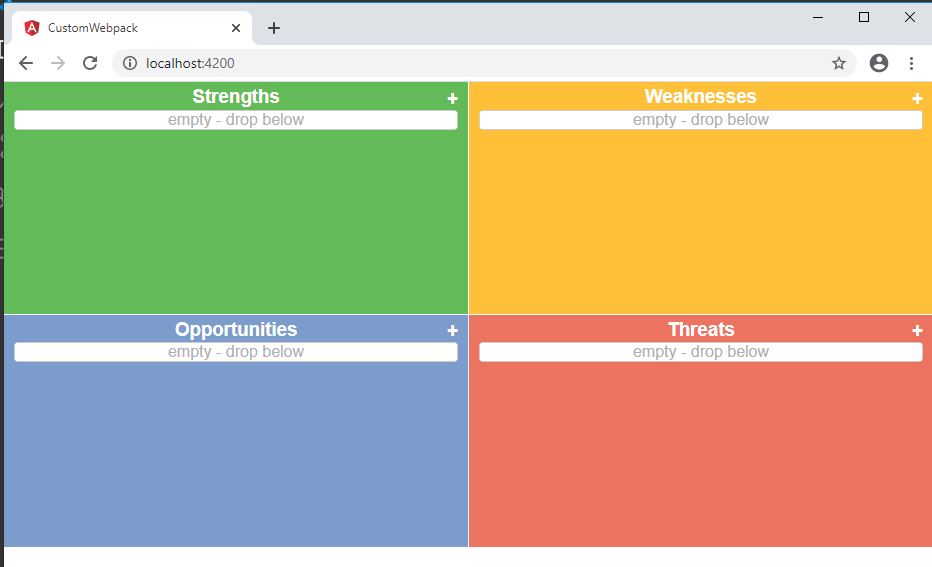 CustomWebpack
localhost:4200
Strengths +
Weaknesses +
empty - drop below
empty - drop below
Opportunities +
Threats +
empty - drop below
empty - drop below